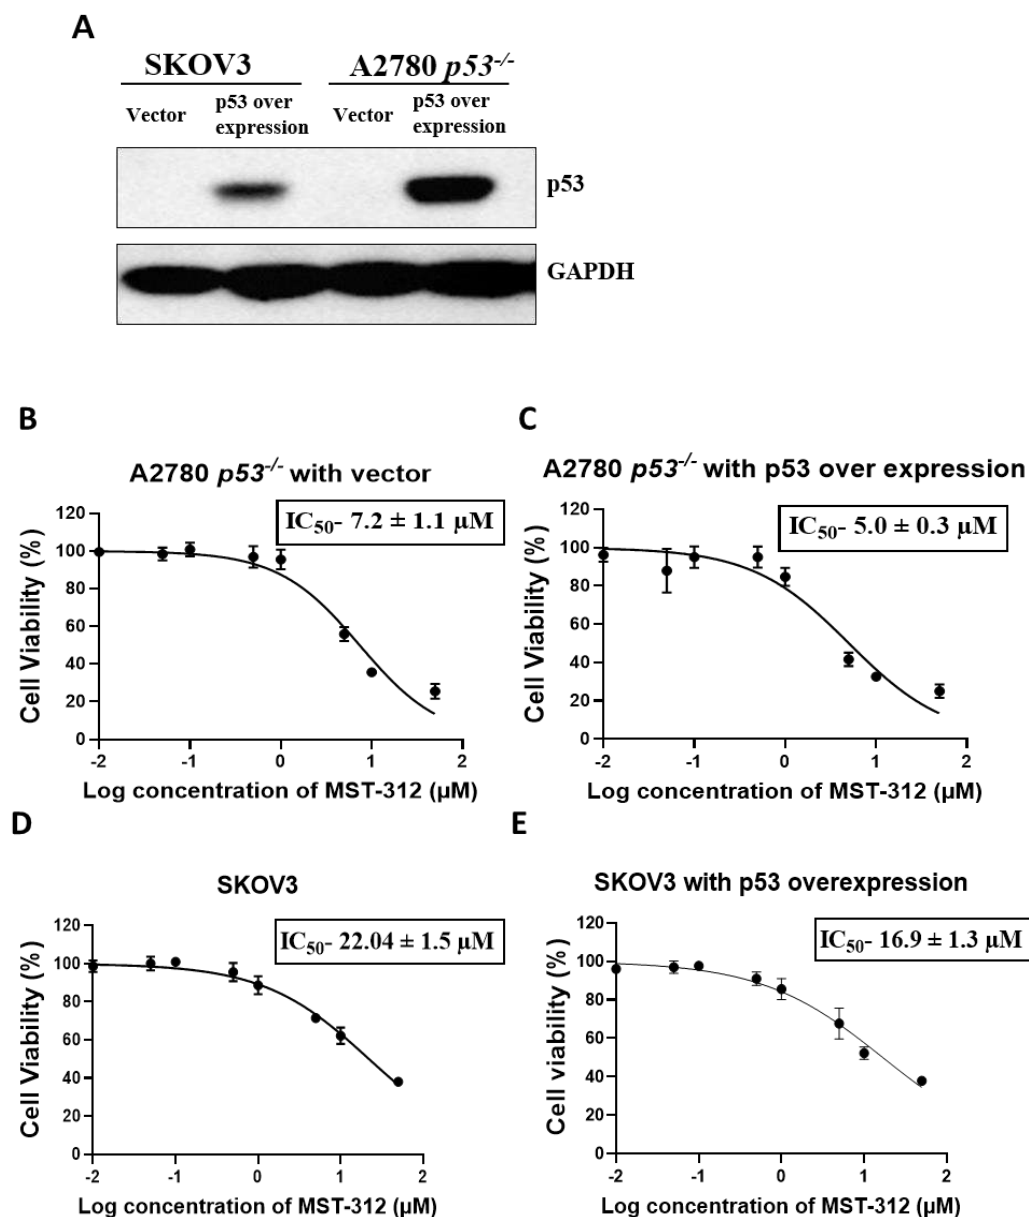 A
SKOV3
A2780 p53-/-
Vector
p53 over
expression
Vector
p53 over
expression
p53
GAPDH
B
A2780 p53-/- with vector
IC50- 7.2 ± 1.1 µM
Cell Viability (%)
120
100
80
60
40
20
0
-2
-1
0
1
2
Log concentration of MST-312 (µM)
C
A2780 p53-/- with p53 over expression
IC50- 5.0 ± 0.3 µM
Cell Viability (%)
120
100
80
60
40
20
0
-2
-1
0
1
2
Log concentration of MST-312 (µM)
D
SKOV3
IC50- 22.04 ± 1.5 µM
Cell Viability (%)
120
100
80
60
40
20
0
-2
-1
0
1
2
Log concentration of MST-312 (µM)
E
SKOV3 with p53 overexpression
IC50- 16.9 ± 1.3 µM
Cell viability (%)
120
100
80
60
40
20
0
-2
-1
0
1
2
Log concentration of MST-312 (µM)